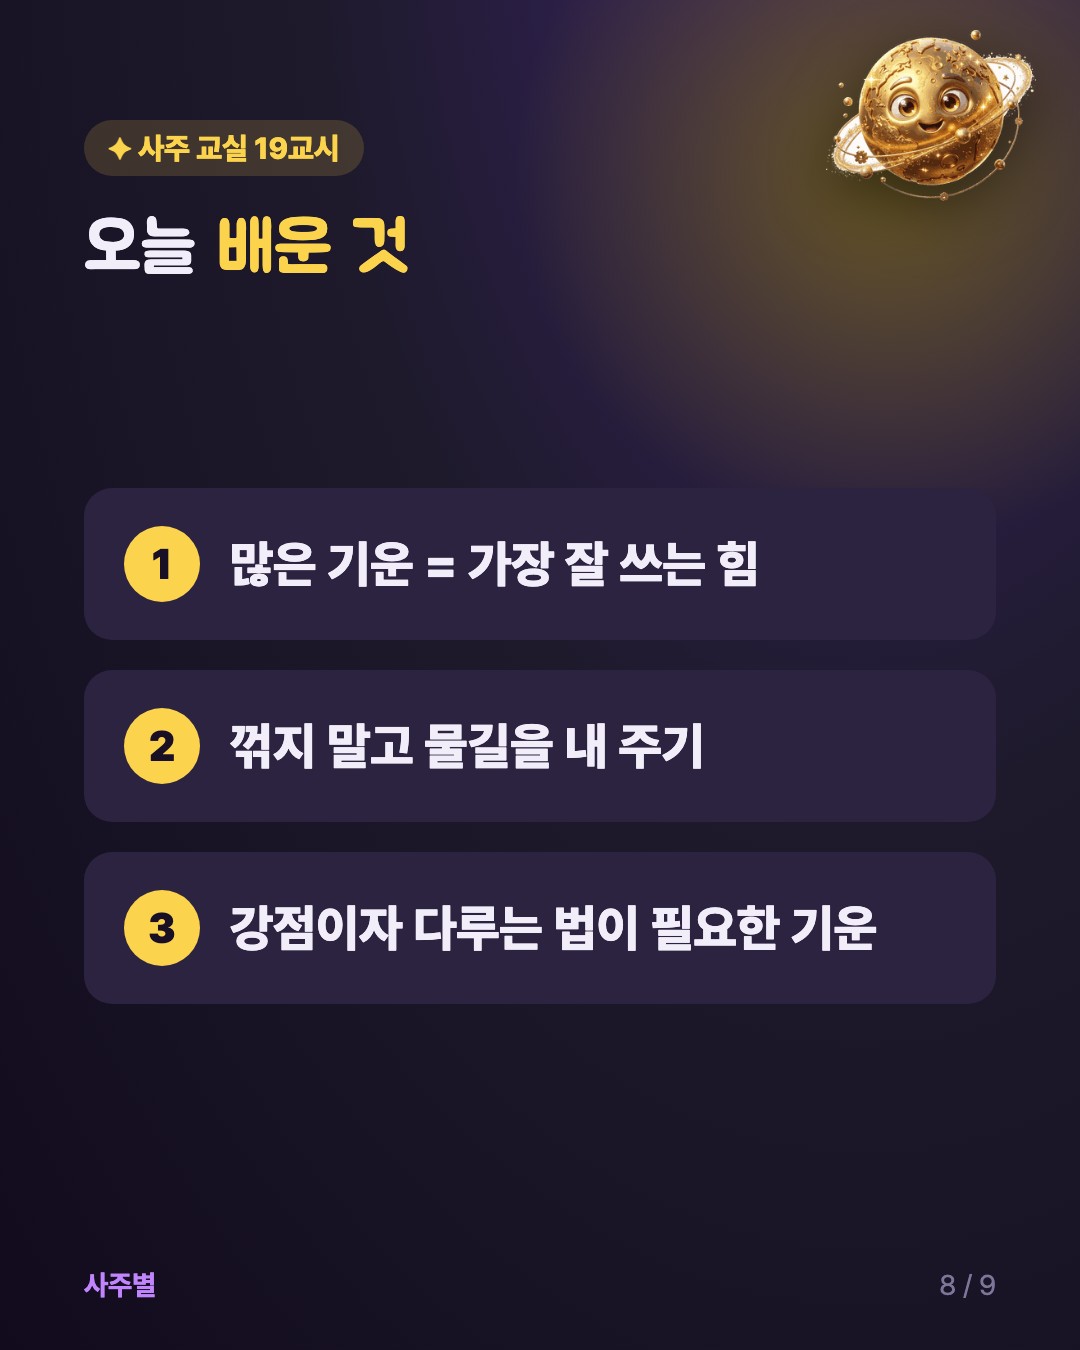 ✦ 사주 교실 19교시
오늘 배운 것
1 많은 기운 = 가장 잘 쓰는 힘
2 꺾지 말고 물길을 내 주기
3 강점이자 다루는 법이 필요한 기운
사주별
8 / 9